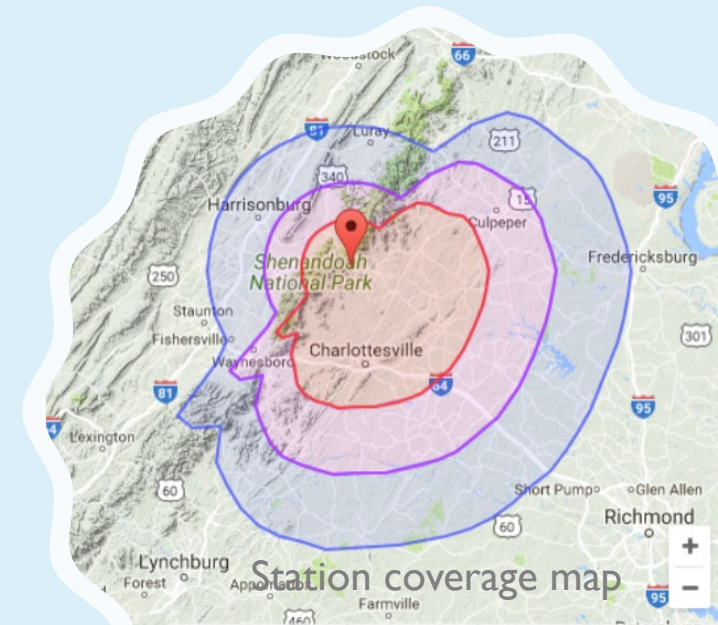 Woodstock
66
81
Luray
211
340
15
95
Harrisonburg
Culpeper
Fredericksburg
Shenandoah
National Park
250
Staunton
301
Fishersville
Charlottesville
Waynesboro
64
81
95
Lexington
60
Short Pump
Glen Allen
Richmond
60
+
Lynchburg
Station coverage map
Forest
−
95
Farmville
460